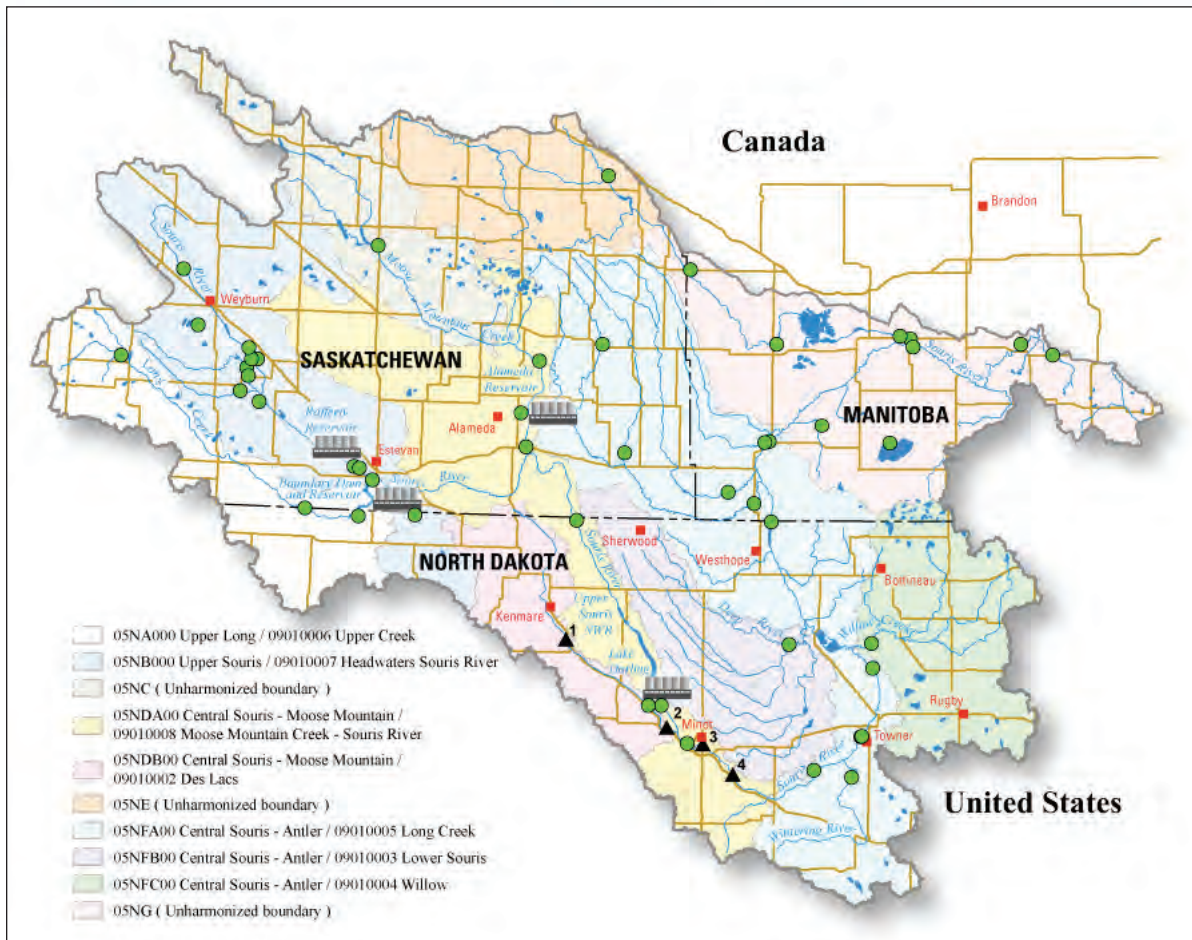 Canada
Brandon
Souris
River
Weyburn
Moose
Mountain
Creek
SASKATCHEWAN
Alameda
Reservoir
Souris
River
MANITOBA
Long
Creek
Rafferty
Reservoir
Alameda
Estevan
Boundary Dam
and Reservoir
Souris
River
NORTH DAKOTA
Sherwood
Westhope
Souris River
Bottineau
Kenmare
Upper
Souris
NWR
Deep River
Willow Creek
1
Lake
Darling
Rugby
2
Minot
3
Towner
4
Souris River
United States
Wintering River
05NA000 Upper Long / 09010006 Upper Creek
05NB000 Upper Souris / 09010007 Headwaters Souris River
05NC ( Unharmonized boundary )
05NDA00 Central Souris - Moose Mountain /
09010008 Moose Mountain Creek - Souris River
05NDB00 Central Souris - Moose Mountain /
09010002 Des Lacs
05NE ( Unharmonized boundary )
05NFA00 Central Souris - Antler / 09010005 Long Creek
05NFB00 Central Souris - Antler / 09010003 Lower Souris
05NFC00 Central Souris - Antler / 09010004 Willow
05NG ( Unharmonized boundary )